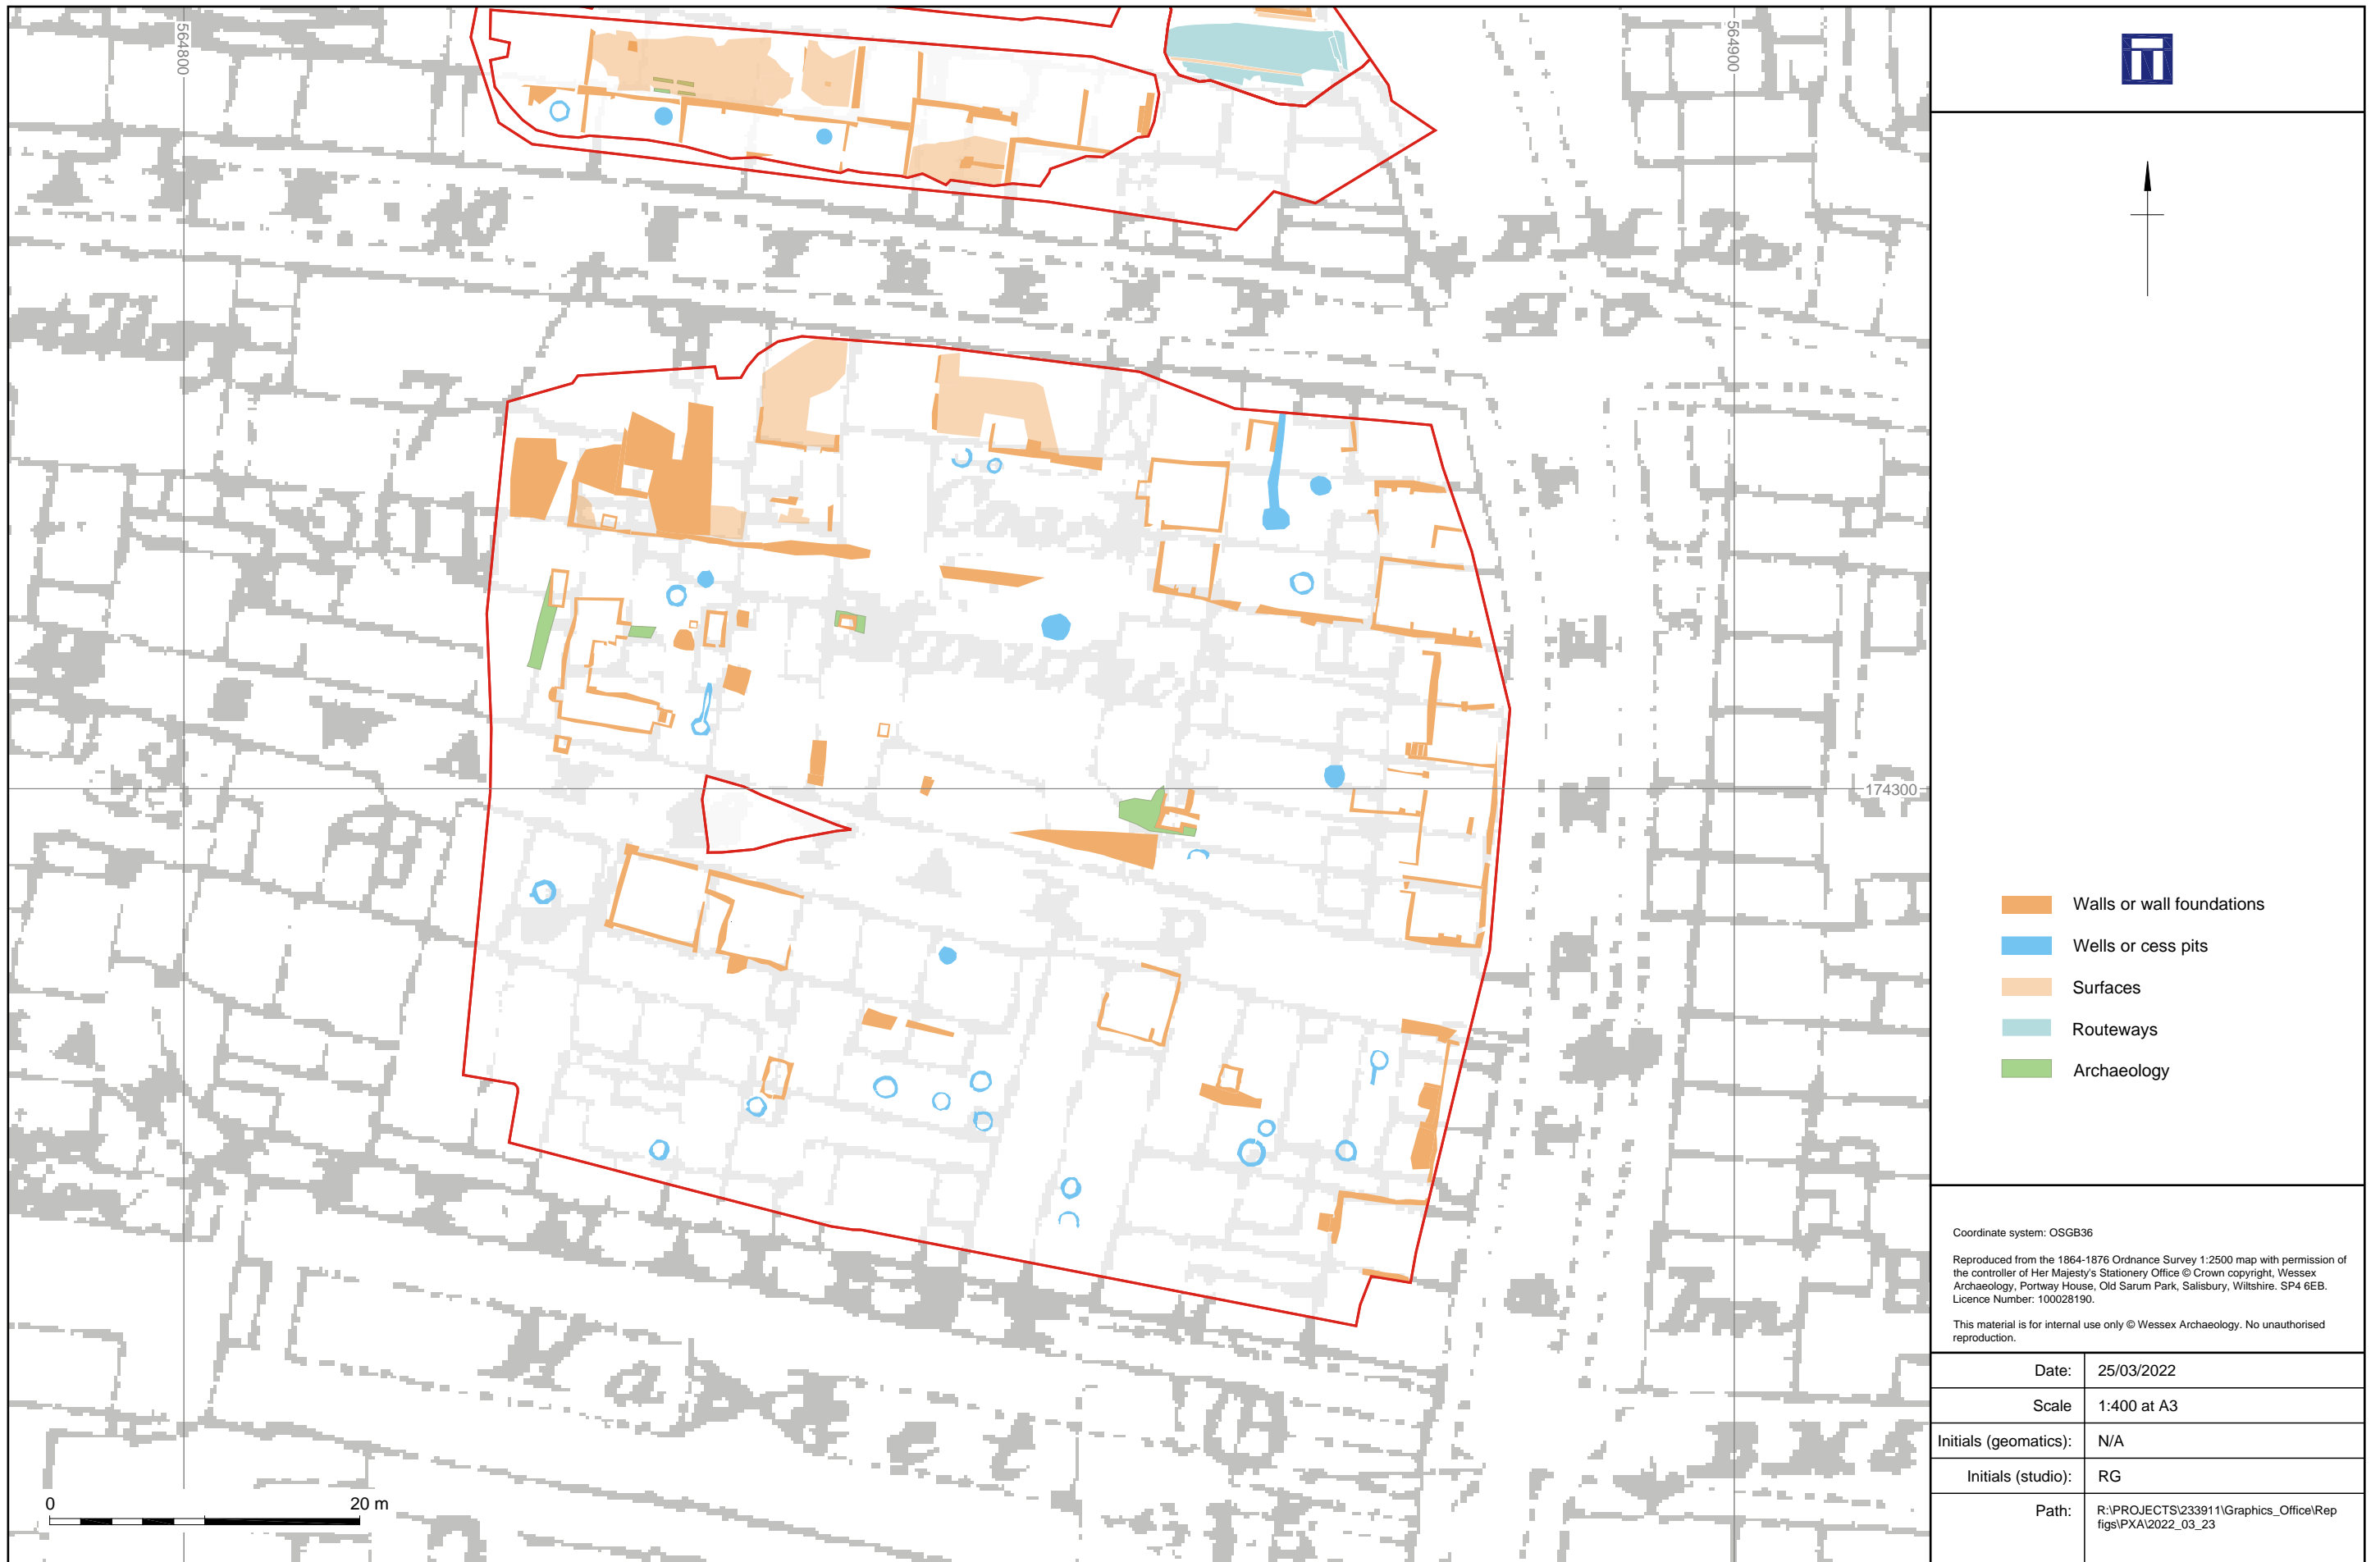 564800
564900
174300
Walls or wall foundations
Wells or cess pits
Surfaces
Routeways
Archaeology
Coordinate system: OSGB36
Reproduced from the 1864-1876 Ordnance Survey 1:2500 map with permission of
the controller of Her Majesty's Stationery Office © Crown copyright, Wessex
Archaeology, Portway House, Old Sarum Park, Salisbury, Wiltshire. SP4 6EB.
Licence Number: 100028190.
This material is for internal use only © Wessex Archaeology. No unauthorised
reproduction.
Date: 25/03/2022
Scale 1:400 at A3
Initials (geomatics): N/A
Initials (studio): RG
Path: R:\PROJECTS\233911\Graphics_Office\Rep
figs\PXA\2022_03_23
0 20 m